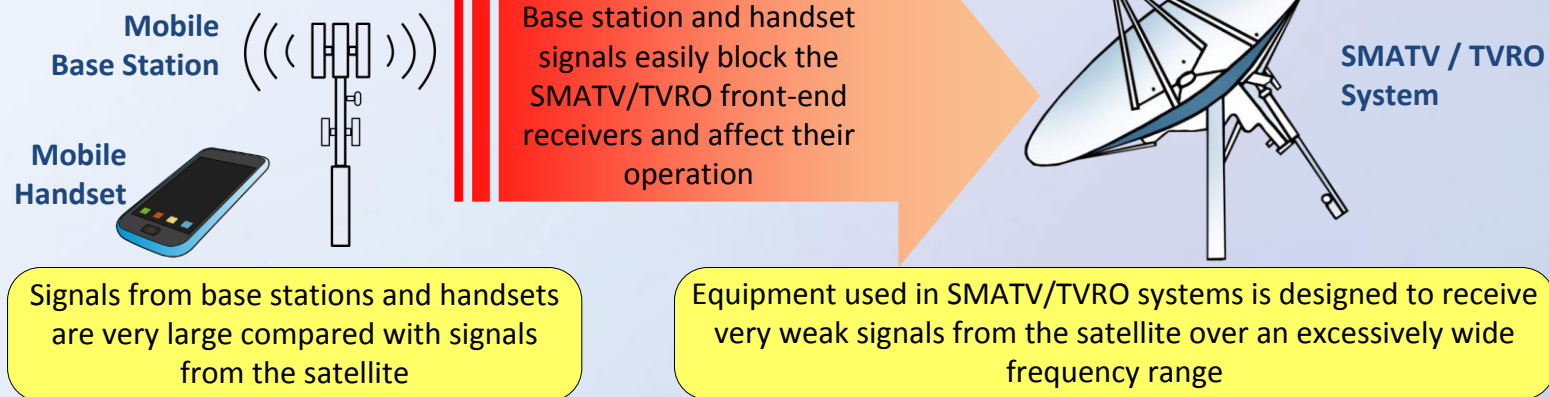 Mobile
Base Station
Mobile
Handset
Base station and handset
signals easily block the
SMATV/TVRO front-end
receivers and affect their
operation
SMATV / TVRO
System
Signals from base stations and handsets
are very large compared with signals
from the satellite
Equipment used in SMATV/TVRO systems is designed to receive
very weak signals from the satellite over an excessively wide
frequency range